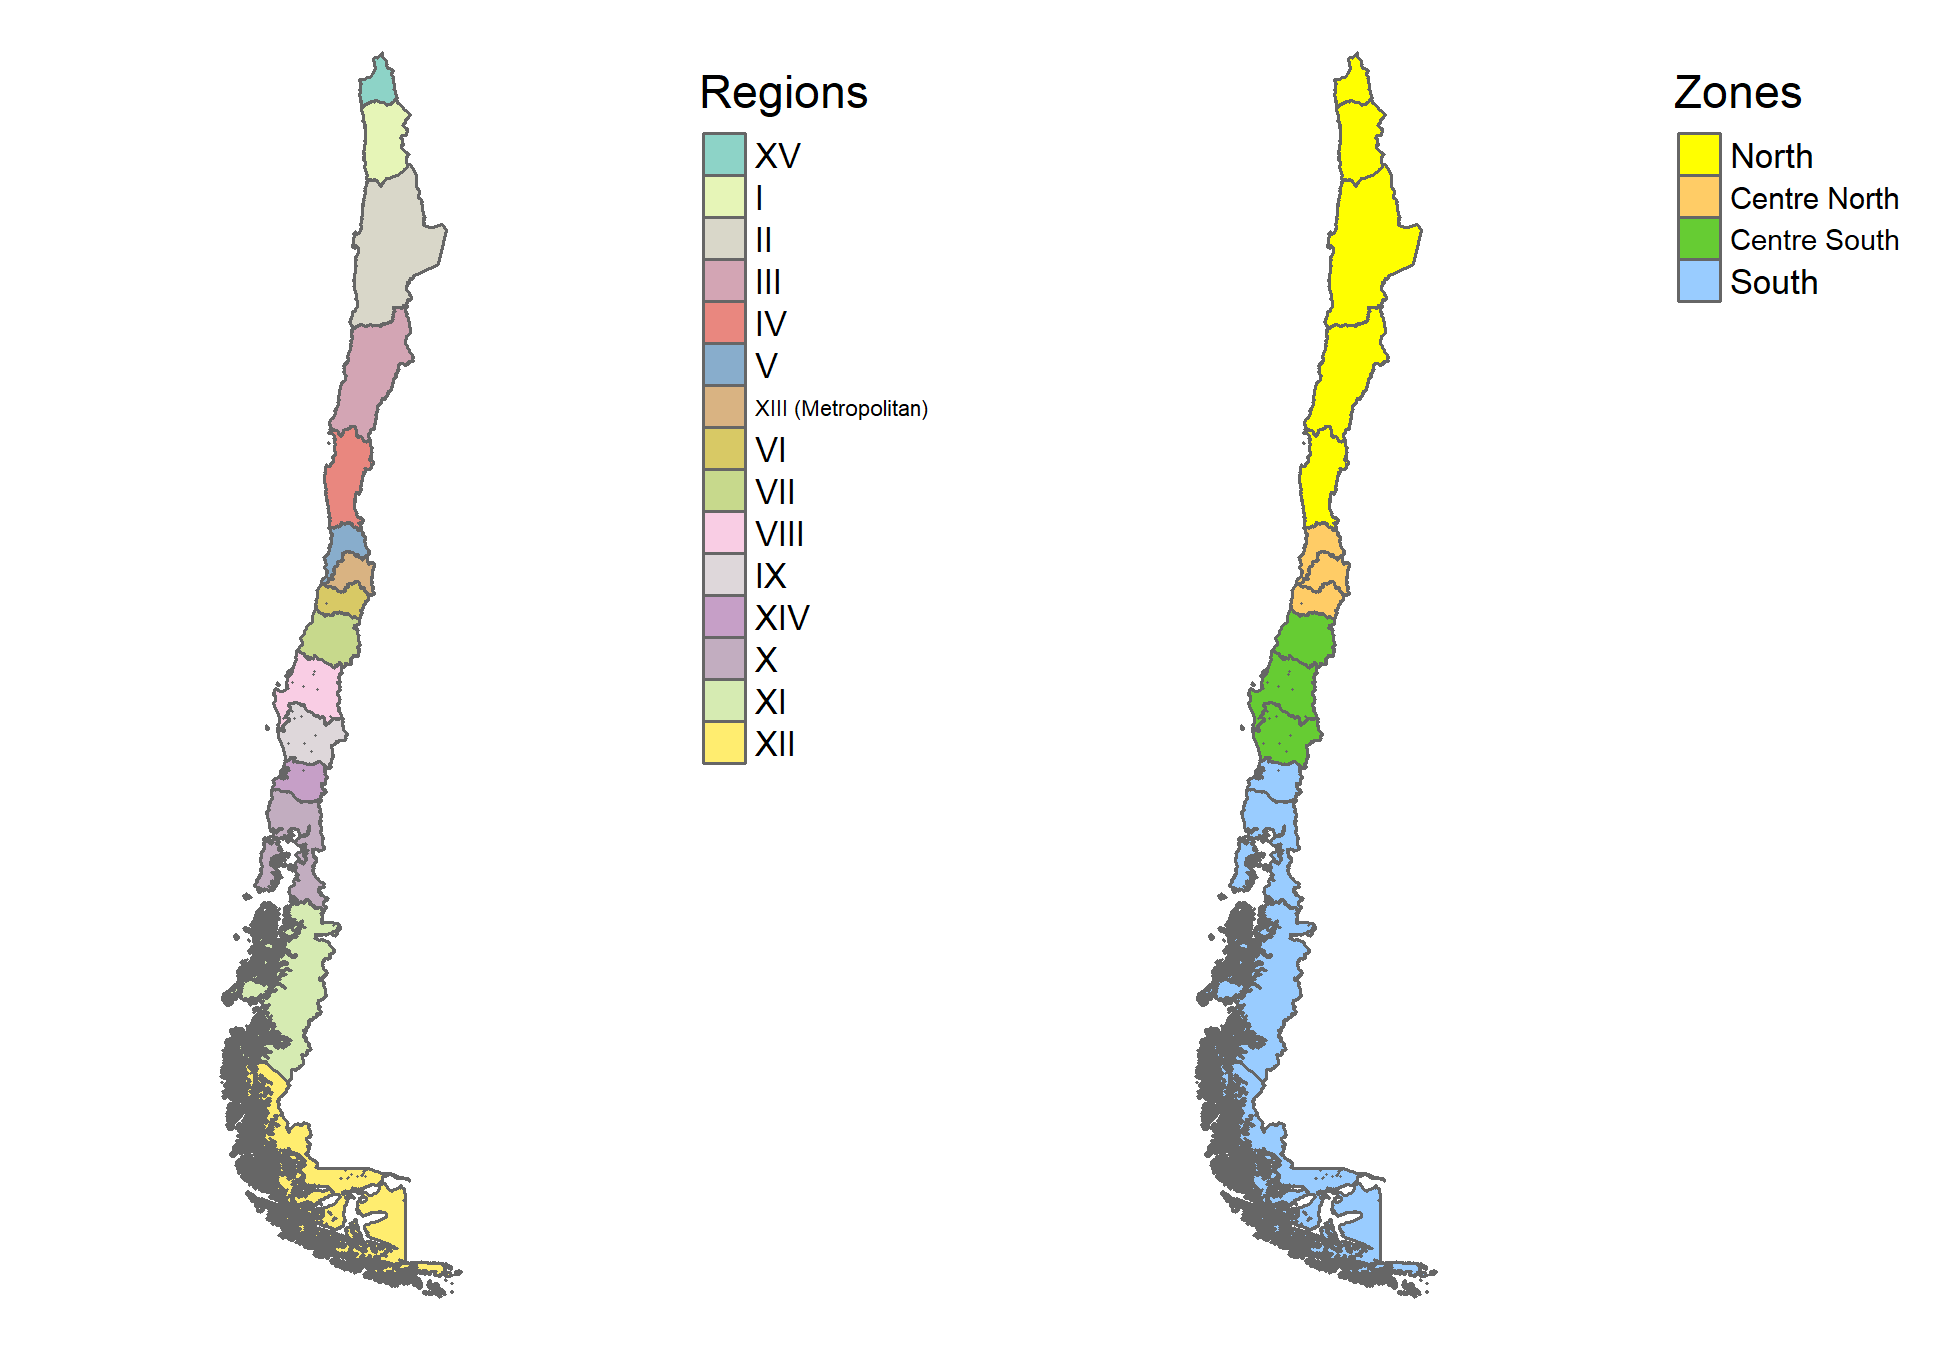 Regions
XV
I
II
III
IV
V
XIII (Metropolitan)
VI
VII
VIII
IX
XIV
X
XI
XII
Zones
North
Centre North
Centre South
South